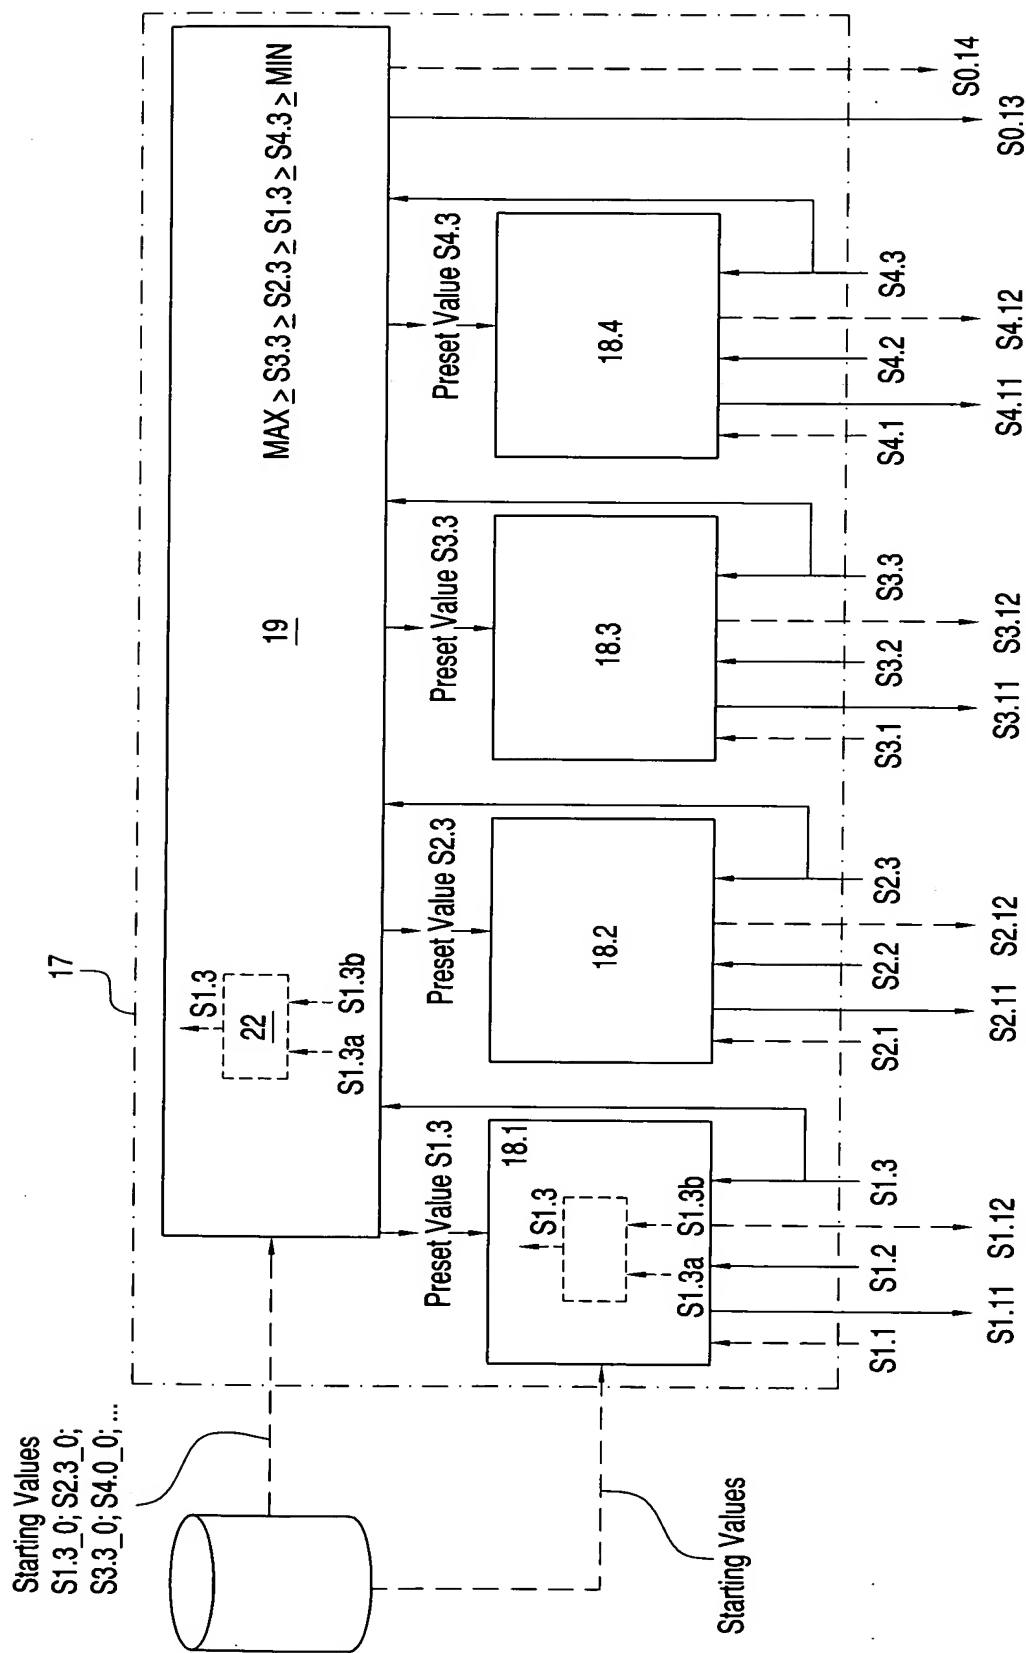 Starting Values
S1.3_0; S2.3_0;
S3.3_0; S4.0_0; ...
17
S1.3
22
S1.3a
S1.3b
19
MAX ≥ S3.3 ≥ S2.3 ≥ S1.3 ≥ S4.3 ≥ MIN
Preset Value S1.3
Preset Value S2.3
Preset Value S3.3
Preset Value S4.3
18.1
S1.3
S1.3a
S1.3b
18.2
18.3
18.4
Starting Values
S1.1
S1.2
S1.3
S2.1
S2.2
S2.3
S3.1
S3.2
S3.3
S4.1
S4.2
S4.3
S0.14
S1.11
S1.12
S2.11
S2.12
S3.11
S3.12
S4.11
S4.12
S0.13